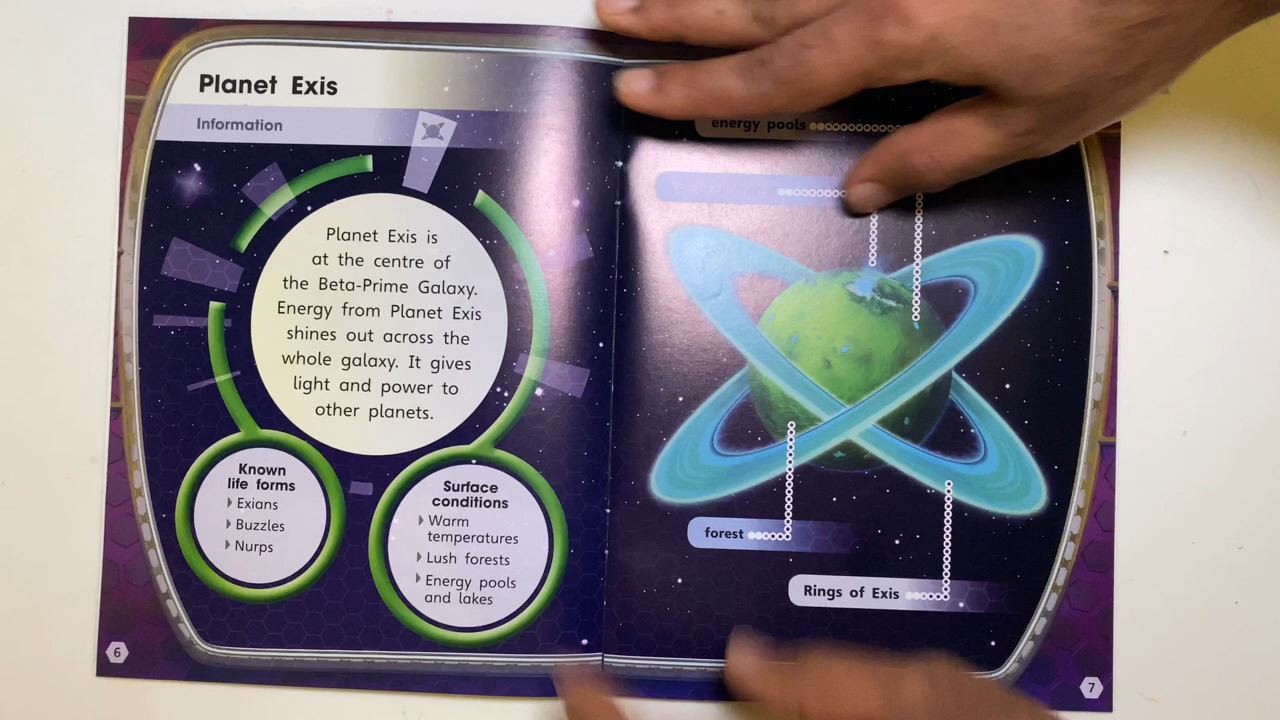 Planet Exis
Information
Planet Exis is
at the centre of
the Beta-Prime Galaxy.
Energy from Planet Exis
shines out across the
whole galaxy. It gives
light and power to
other planets.
Known
life forms
Exians
Buzzles
Nurps
Surface
conditions
Warm
temperatures
Lush forests
Energy pools
and lakes
6
energy pools
forest
Rings of Exis
7